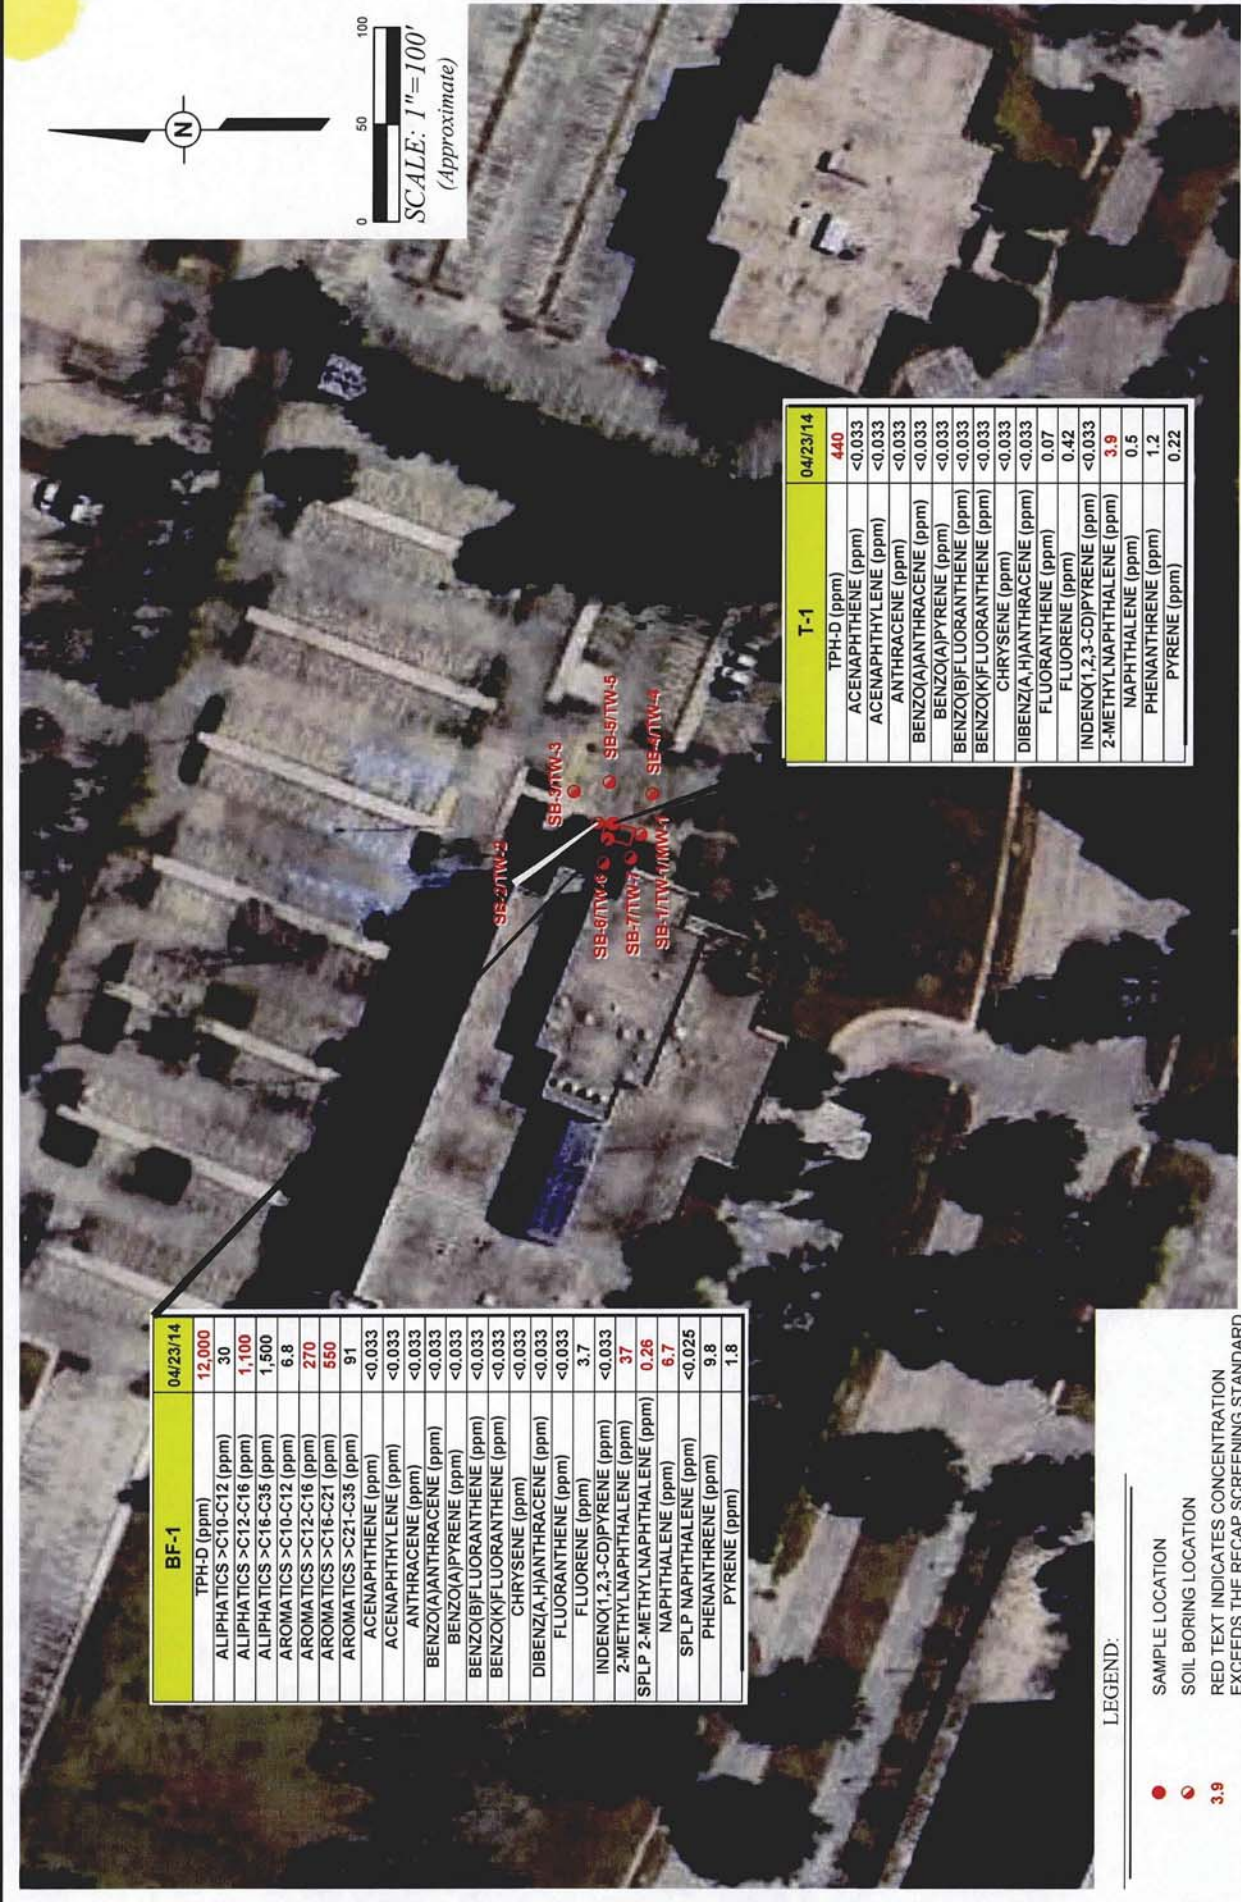 N
0 50 100
SCALE: 1"=100'
(Approximate)
BF-1 04/23/14
TPH-D (ppm) 12,000
ALIPHATICS >C10-C12 (ppm) 30
ALIPHATICS >C12-C16 (ppm) 1,100
ALIPHATICS >C16-C35 (ppm) 1,500
AROMATICS >C10-C12 (ppm) 6.8
AROMATICS >C12-C16 (ppm) 270
AROMATICS >C16-C21 (ppm) 550
AROMATICS >C21-C35 (ppm) 91
ACENAPHTHENE (ppm) <0.033
ACENAPHTHYLENE (ppm) <0.033
ANTHRACENE (ppm) <0.033
BENZO(A)ANTHRACENE (ppm) <0.033
BENZO(A)PYRENE (ppm) <0.033
BENZO(B)FLUORANTHENE (ppm) <0.033
BENZO(K)FLUORANTHENE (ppm) <0.033
CHRYSENE (ppm) <0.033
DIBENZ(A,H)ANTHRACENE (ppm) <0.033
FLUORANTHENE (ppm) <0.033
FLUORENE (ppm) 3.7
INDENO(1,2,3-CD)PYRENE (ppm) <0.033
2-METHYLNAPHTHALENE (ppm) 37
SPLP 2-METHYLNAPHTHALENE (ppm) 0.26
NAPHTHALENE (ppm) 6.7
SPLP NAPHTHALENE (ppm) <0.025
PHENANTHRENE (ppm) 9.8
PYRENE (ppm) 1.8
SB-2/TW-2
SB-3/TW-3
SB-6/TW-6
SB-5/TW-5
SB-7/TW-7
SB-4/TW-4
SB-1/TW-1/MW-1
T-1 04/23/14
TPH-D (ppm) 440
ACENAPHTHENE (ppm) <0.033
ACENAPHTHYLENE (ppm) <0.033
ANTHRACENE (ppm) <0.033
BENZO(A)ANTHRACENE (ppm) <0.033
BENZO(A)PYRENE (ppm) <0.033
BENZO(B)FLUORANTHENE (ppm) <0.033
BENZO(K)FLUORANTHENE (ppm) <0.033
CHRYSENE (ppm) <0.033
DIBENZ(A,H)ANTHRACENE (ppm) <0.033
FLUORANTHENE (ppm) 0.07
FLUORENE (ppm) 0.42
INDENO(1,2,3-CD)PYRENE (ppm) <0.033
2-METHYLNAPHTHALENE (ppm) 3.9
NAPHTHALENE (ppm) 0.5
PHENANTHRENE (ppm) 1.2
PYRENE (ppm) 0.22
LEGEND:
SAMPLE LOCATION
SOIL BORING LOCATION
3.9 RED TEXT INDICATES CONCENTRATION
EXCEEDS THE RECAP SCREENING STANDARD